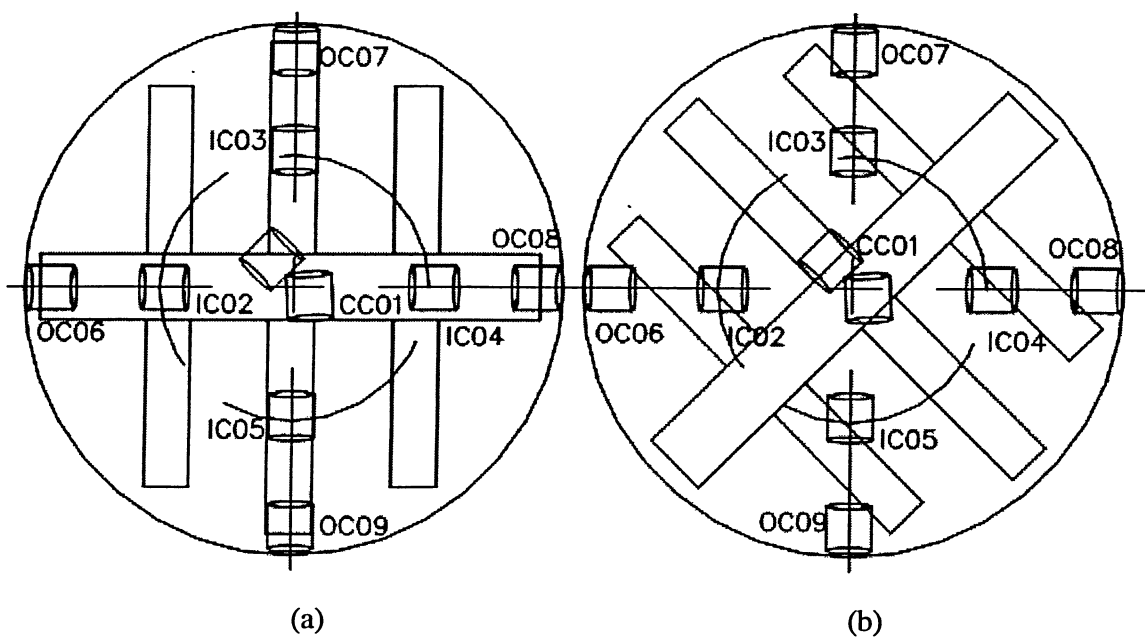 OC07
OC07
IC03
IC03
OC08
CC01
OC08
IC02
CC01
OC06
IC04
OC06
IC02
IC04
IC05
IC05
OC09
OC09
(a)
(b)